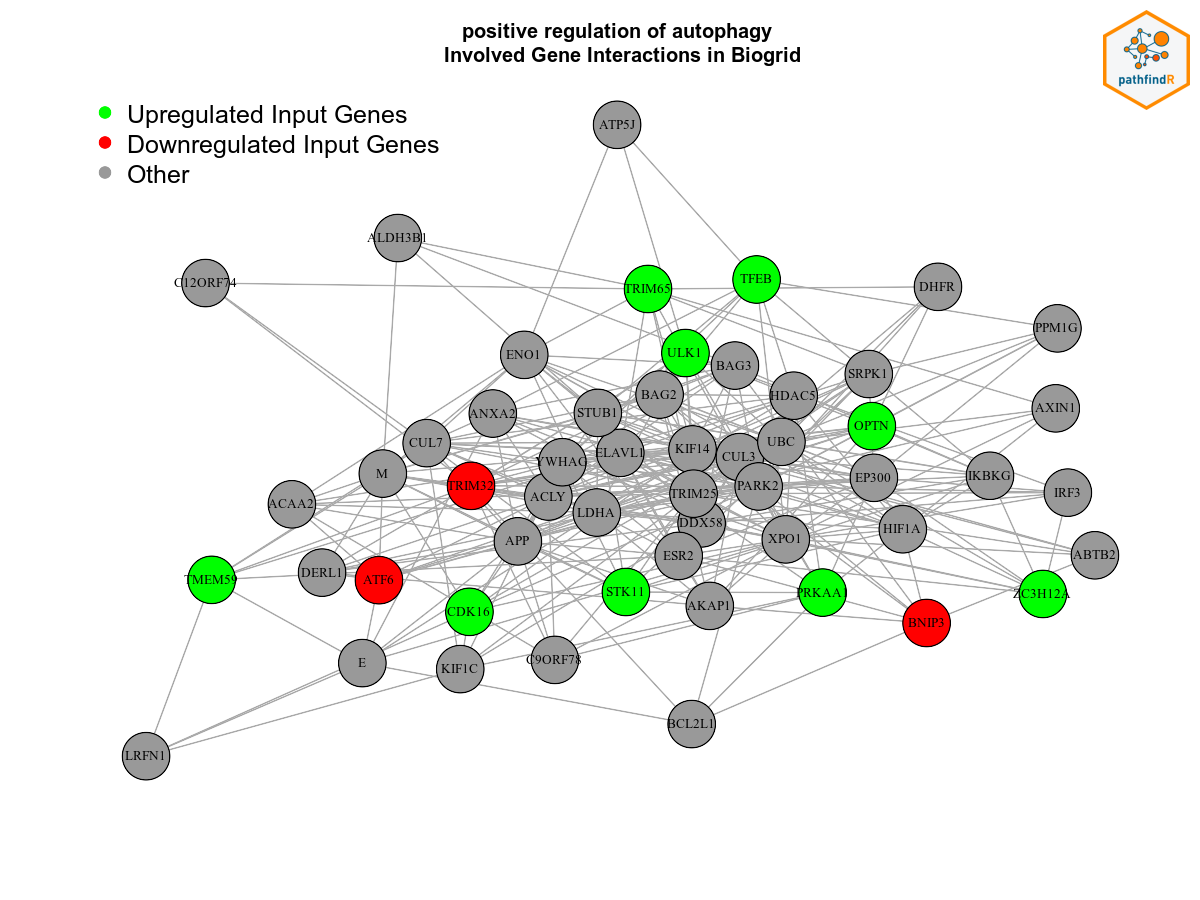 positive regulation of autophagy
Involved Gene Interactions in Biogrid
pathfindR
Upregulated Input Genes
Downregulated Input Genes
Other
ATP5J
ALDH3B1
C12ORF74
TRIM65
TFEB
DHFR
PPM1G
ENO1
ULK1
BAG3
SRPK1
BAG2
HDAC5
AXIN1
ANXA2
STUB1
OPTN
CUL7
UBC
KIF14
ELAVL1
CUL3
YWHAG
M
TRIM32
PARK2
EP300
IKBKG
ACAA2
ACLY
TRIM25
IRF3
LDHA
DDX58
HIF1A
APP
XPO1
ESR2
ABTB2
DERL1
TMEM59
ATF6
STK11
PRKAA1
ZC3H12A
CDK16
AKAP1
BNIP3
E
KIF1C
C9ORF78
BCL2L1
LRFN1